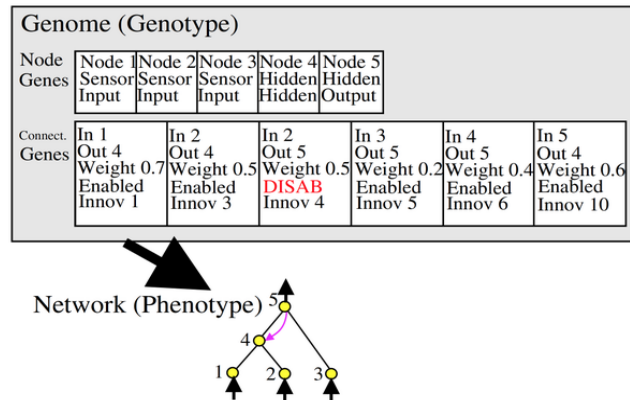 Genome (Genotype)
Node Genes
Node 1 Sensor Input
Node 2 Sensor Input
Node 3 Sensor Input
Node 4 Hidden Hidden
Node 5 Hidden Output
Connect. Genes
In 1
Out 4
Weight 0.7
Enabled
Innov 1
In 2
Out 4
Weight 0.5
Enabled
Innov 3
In 2
Out 5
Weight 0.5
DISAB
Innov 4
In 3
Out 5
Weight 0.2
Enabled
Innov 5
In 4
Out 5
Weight 0.4
Enabled
Innov 6
In 5
Out 4
Weight 0.6
Enabled
Innov 10
Network (Phenotype)
5
4
1
2
3